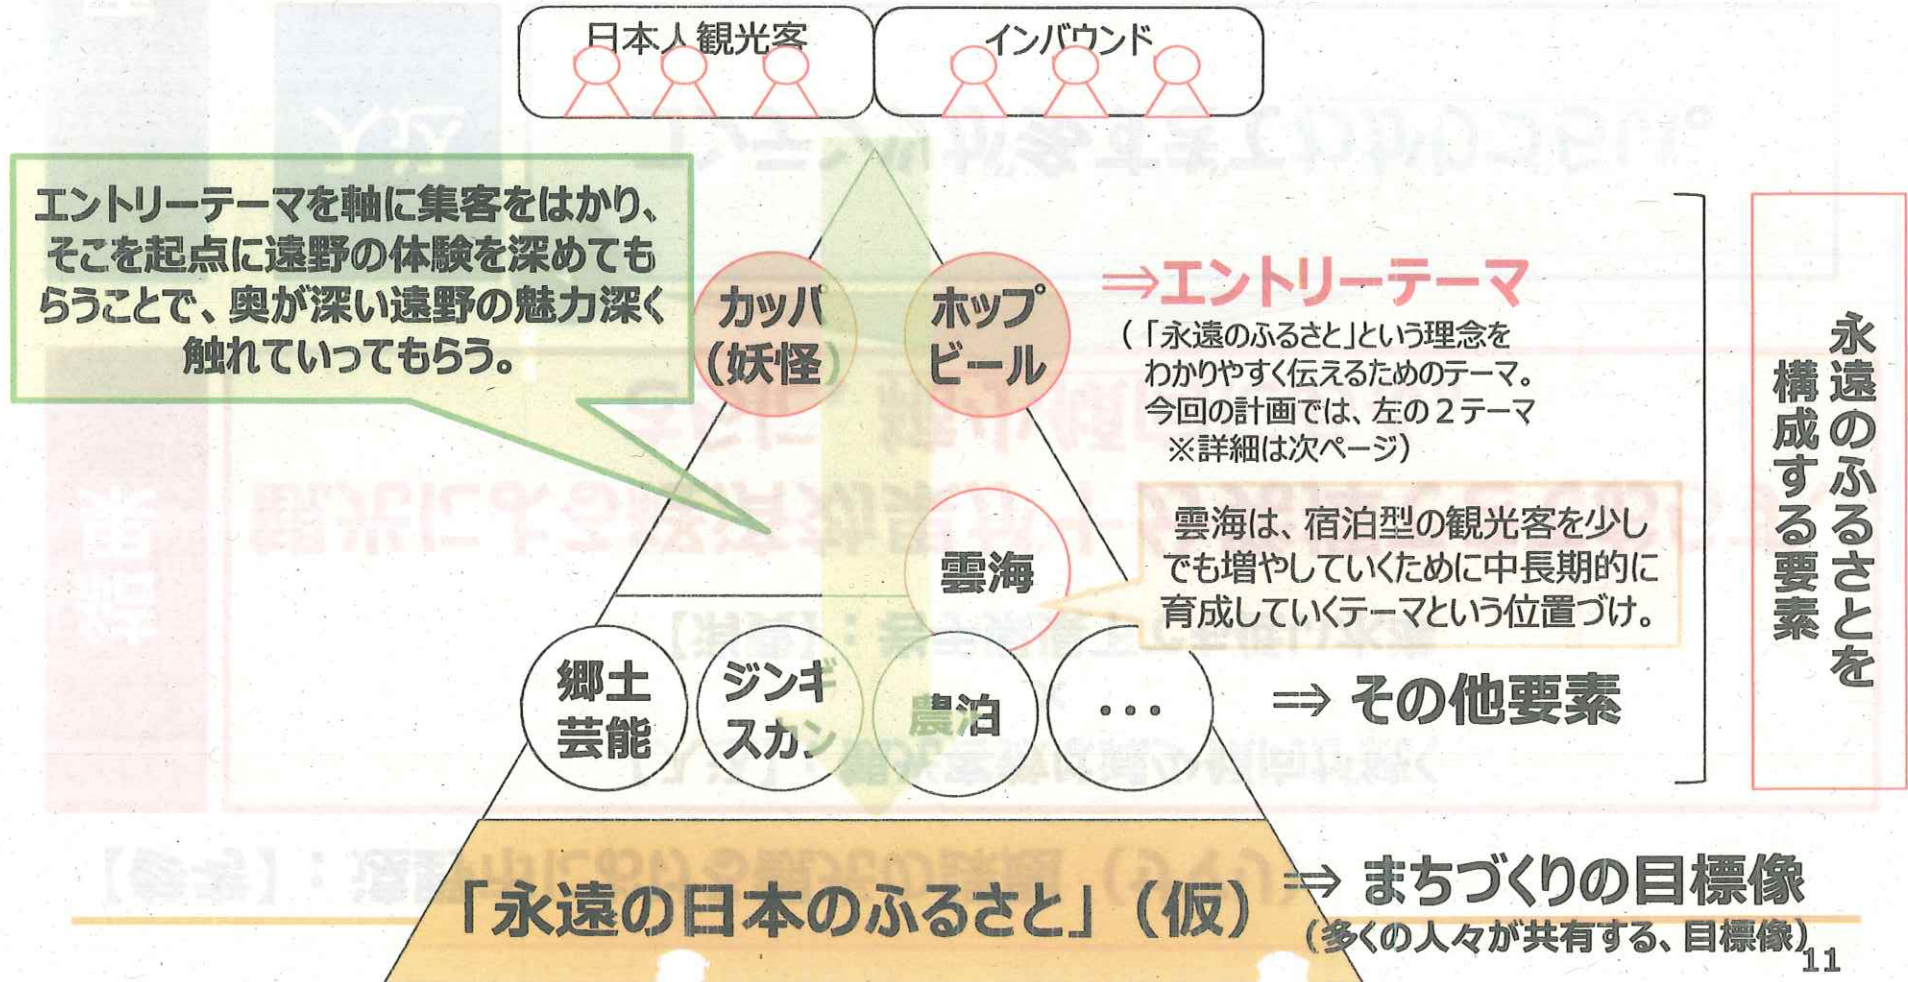 日本人観光客
インバウンド
エントリーテーマを軸に集客をはかり、
そこを起点に遠野の体験を深めても
らうことで、奥が深い遠野の魅力深く
触れていってもらう。
カッパ
(妖怪)
ホップ
ビール
⇒エントリーテーマ
(「永遠のふるさと」という理念を
わかりやすく伝えるためのテーマ。
今回の計画では、左の2テーマ
※詳細は次ページ)
雲海
雲海は、宿泊型の観光客を少し
でも増やしていくために中長期的に
育成していくテーマという位置づけ。
郷土
芸能
ジンギ
スカン
農泊
・・・
⇒ その他要素
永遠のふるさとを
構成する要素
「永遠の日本のふるさと」(仮)
⇒ まちづくりの目標像
(多くの人々が共有する、目標像)
11